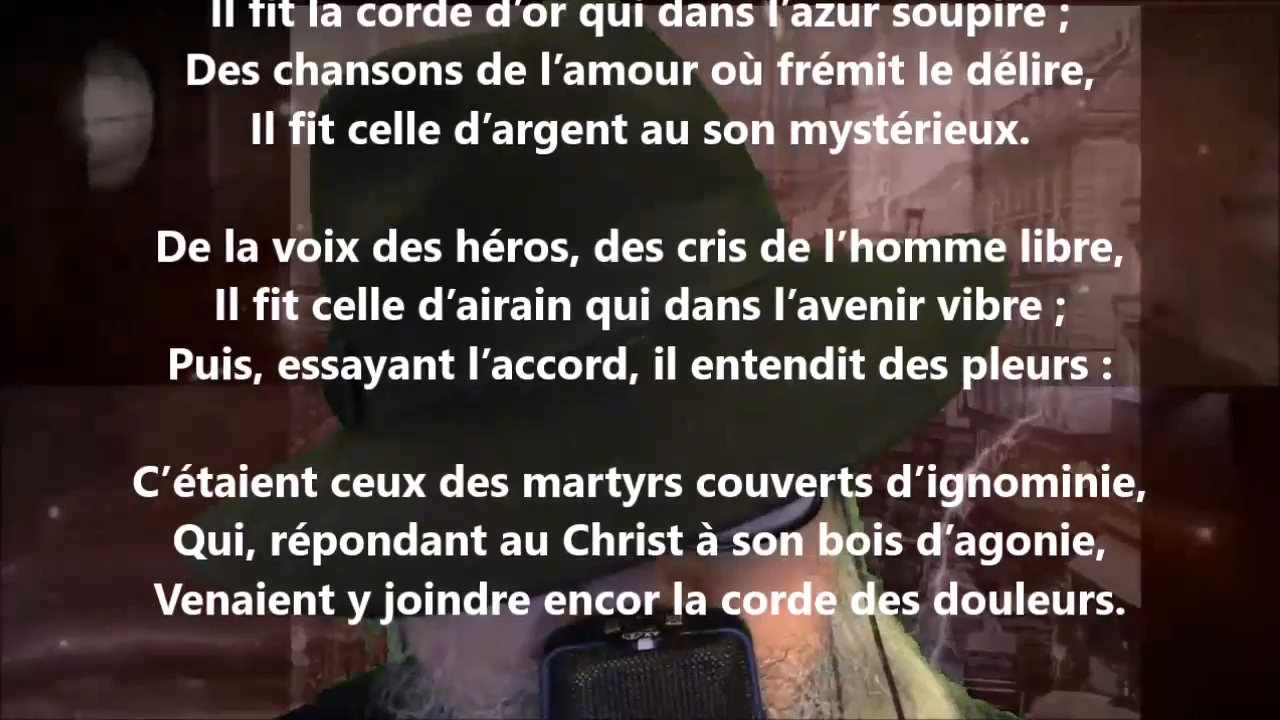 Il fit la corde d’or qui dans l’azur soupire ;
Des chansons de l’amour où frémit le délire,
Il fit celle d’argent au son mystérieux.
De la voix des héros, des cris de l’homme libre,
Il fit celle d’airain qui dans l’avenir vibre ;
Puis, essayant l’accord, il entendit des pleurs :
C’étaient ceux des martyrs couverts d’ignominie,
Qui, répondant au Christ à son bois d’agonie,
Venaient y joindre encor la corde des douleurs.